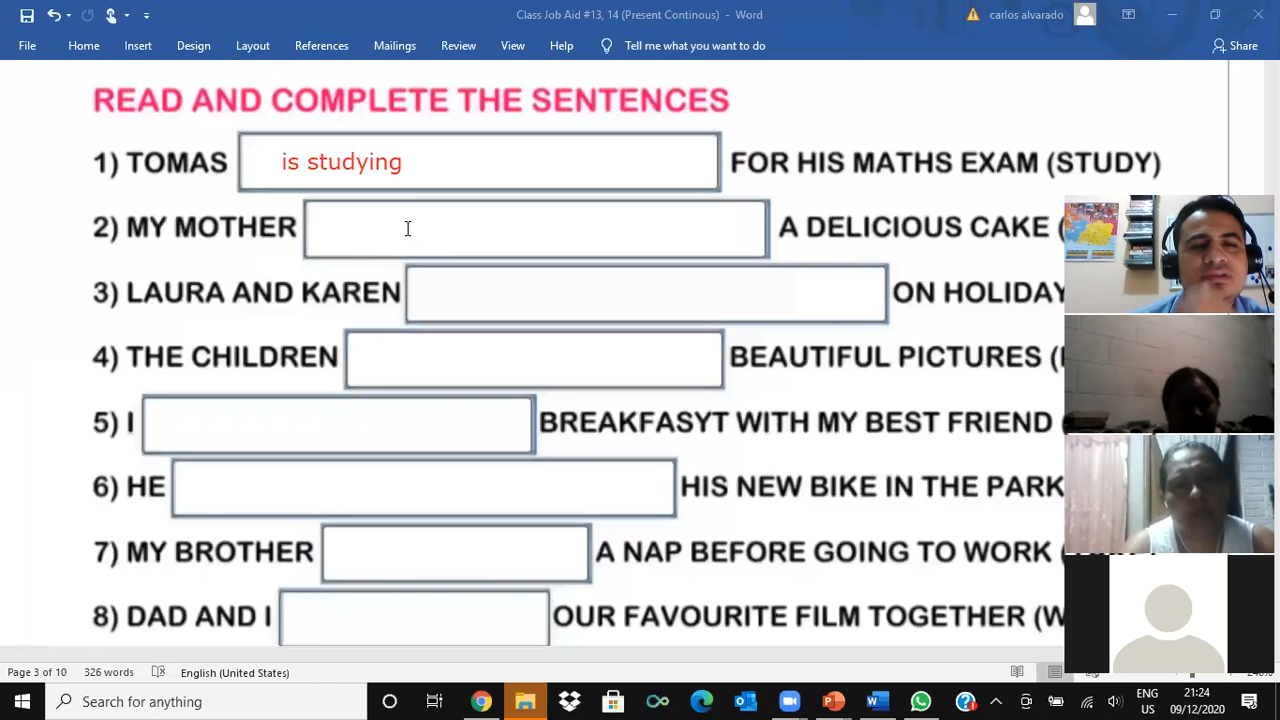 Class Job Aid #13, 14 (Present Continous) - Word
carlos alvarado
File Home Insert Design Layout References Mailings Review View Help Tell me what you want to do Share
READ AND COMPLETE THE SENTENCES
1) TOMAS is studying FOR HIS MATHS EXAM (STUDY)
2) MY MOTHER A DELICIOUS CAKE (
3) LAURA AND KAREN ON HOLIDAY
4) THE CHILDREN BEAUTIFUL PICTURES (
5) I BREAKFASYT WITH MY BEST FRIEND (
6) HE HIS NEW BIKE IN THE PARK
7) MY BROTHER A NAP BEFORE GOING TO WORK (
8) DAD AND I OUR FAVOURITE FILM TOGETHER (W
Page 3 of 10 326 words English (United States)
Search for anything
ENG 21:24
US 09/12/2020